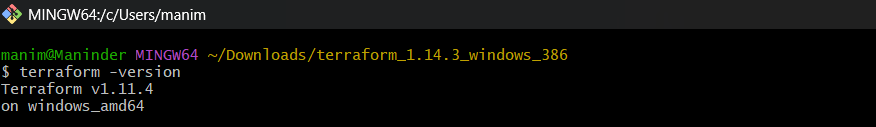 MINGW64:/c/Users/manim
manim@Maninder MINGW64 ~/Downloads/terraform_1.14.3_windows_386
$ terraform -version
Terraform v1.11.4
on windows_amd64